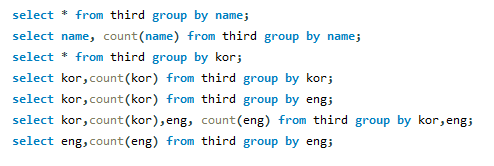 select * from third group by name;
select name, count(name) from third group by name;
select * from third group by kor;
select kor,count(kor) from third group by kor;
select kor,count(kor) from third group by eng;
select kor,count(kor),eng, count(eng) from third group by kor,eng;
select eng,count(eng) from third group by eng;